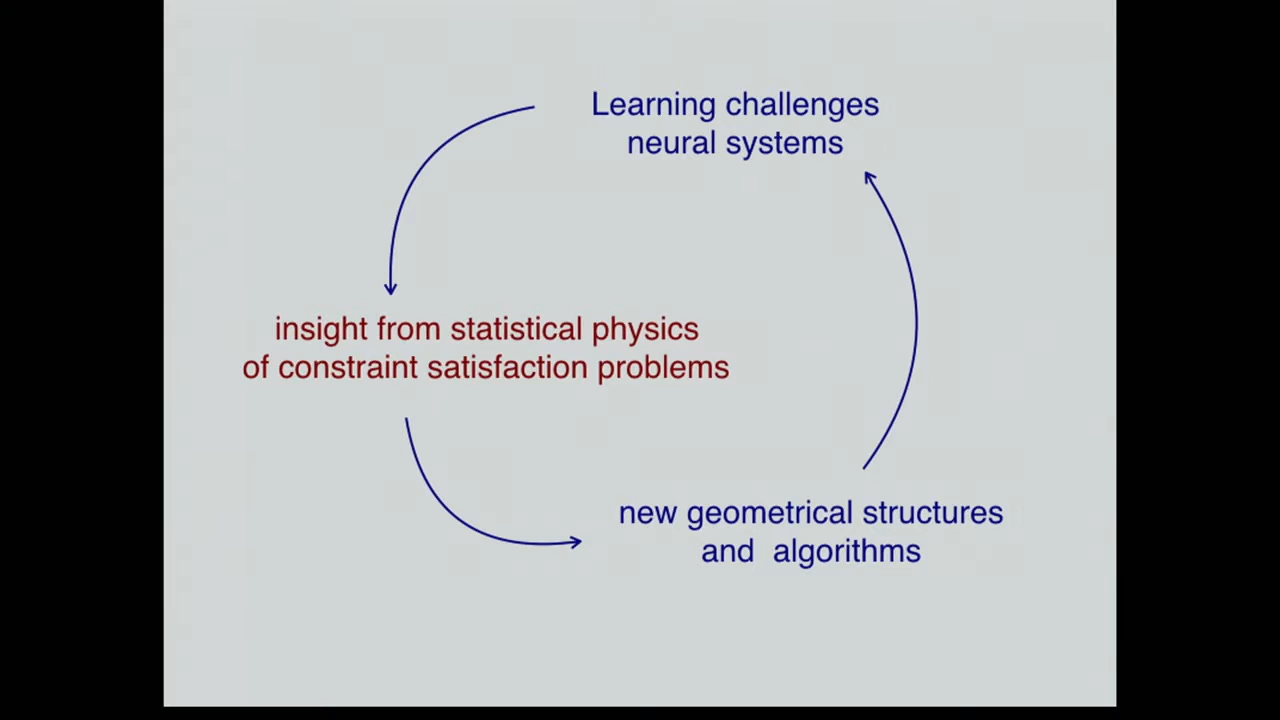 Learning challenges
neural systems
insight from statistical physics
of constraint satisfaction problems
new geometrical structures
and algorithms